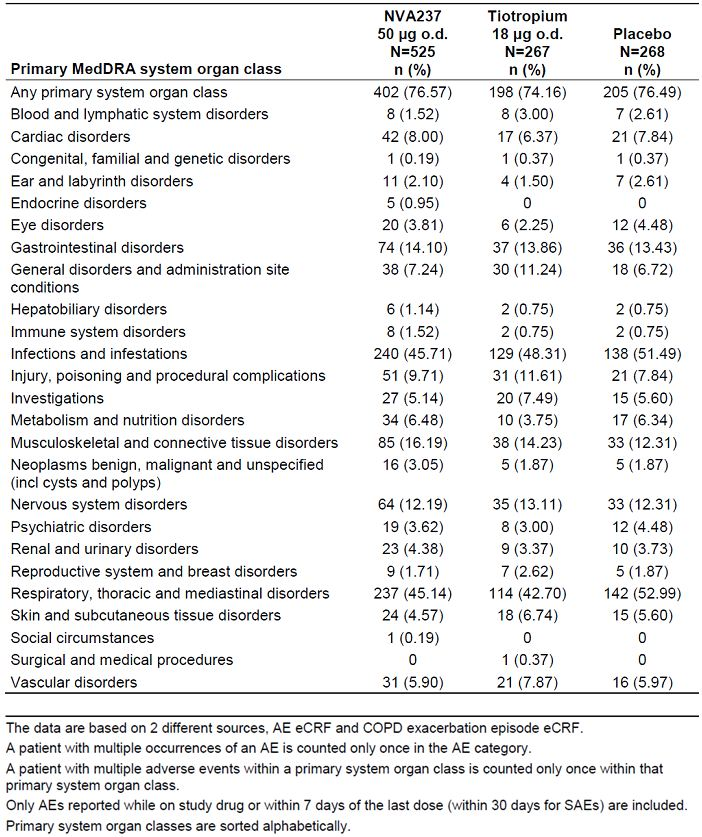 NVA237 Tiotropium
50 µg o.d. 18 µg o.d. Placebo
N=525 N=267 N=268
Primary MedDRA system organ class n (%) n (%) n (%)
Any primary system organ class 402 (76.57) 198 (74.16) 205 (76.49)
Blood and lymphatic system disorders 8 (1.52) 8 (3.00) 7 (2.61)
Cardiac disorders 42 (8.00) 17 (6.37) 21 (7.84)
Congenital, familial and genetic disorders 1 (0.19) 1 (0.37) 1 (0.37)
Ear and labyrinth disorders 11 (2.10) 4 (1.50) 7 (2.61)
Endocrine disorders 5 (0.95) 0 0
Eye disorders 20 (3.81) 6 (2.25) 12 (4.48)
Gastrointestinal disorders 74 (14.10) 37 (13.86) 36 (13.43)
General disorders and administration site 38 (7.24) 30 (11.24) 18 (6.72)
conditions
Hepatobiliary disorders 6 (1.14) 2 (0.75) 2 (0.75)
Immune system disorders 8 (1.52) 2 (0.75) 2 (0.75)
Infections and infestations 240 (45.71) 129 (48.31) 138 (51.49)
Injury, poisoning and procedural complications 51 (9.71) 31 (11.61) 21 (7.84)
Investigations 27 (5.14) 20 (7.49) 15 (5.60)
Metabolism and nutrition disorders 34 (6.48) 10 (3.75) 17 (6.34)
Musculoskeletal and connective tissue disorders 85 (16.19) 38 (14.23) 33 (12.31)
Neoplasms benign, malignant and unspecified 16 (3.05) 5 (1.87) 5 (1.87)
(incl cysts and polyps)
Nervous system disorders 64 (12.19) 35 (13.11) 33 (12.31)
Psychiatric disorders 19 (3.62) 8 (3.00) 12 (4.48)
Renal and urinary disorders 23 (4.38) 9 (3.37) 10 (3.73)
Reproductive system and breast disorders 9 (1.71) 7 (2.62) 5 (1.87)
Respiratory, thoracic and mediastinal disorders 237 (45.14) 114 (42.70) 142 (52.99)
Skin and subcutaneous tissue disorders 24 (4.57) 18 (6.74) 15 (5.60)
Social circumstances 1 (0.19) 0 0
Surgical and medical procedures 0 1 (0.37) 0
Vascular disorders 31 (5.90) 21 (7.87) 16 (5.97)
The data are based on 2 different sources, AE eCRF and COPD exacerbation episode eCRF.
A patient with multiple occurrences of an AE is counted only once in the AE category.
A patient with multiple adverse events within a primary system organ class is counted only once within that
primary system organ class.
Only AEs reported while on study drug or within 7 days of the last dose (within 30 days for SAEs) are included.
Primary system organ classes are sorted alphabetically.